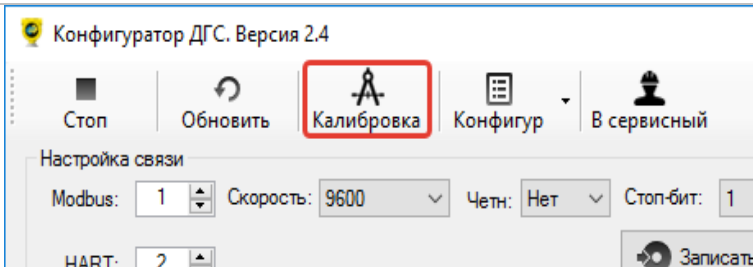 Конфигуратор ДГС. Версия 2.4
Стоп Обновить Калибровка Конфигур В сервисный
Настройка связи
Modbus: 1 Скорость: 9600 Четн: Нет Стоп-бит: 1
HART: 2 Записать